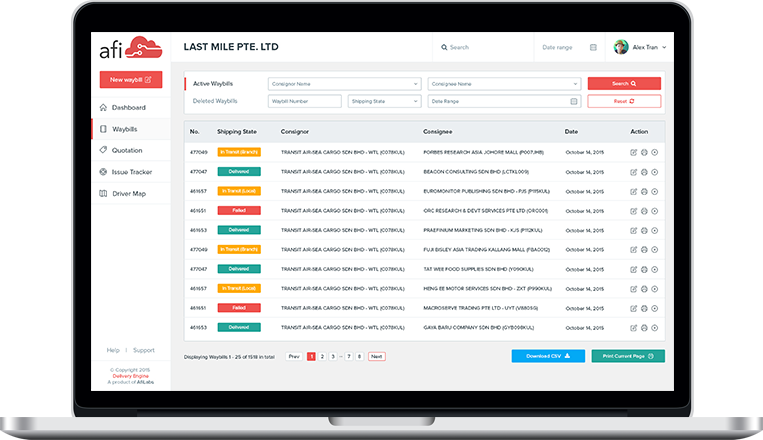 afi
LAST MILE PTE. LTD
Search
Date range
Alex Tran
New waybill
Dashboard
Waybills
Quotation
Issue Tracker
Driver Map
Active Waybills
Consignor Name
Consignee Name
Search
Deleted Waybills
Waybill Number
Shipping State
Date Range
Reset
No. Shipping State Consignor Consignee Date Action
477049 In Transit (Branch) TRANSIT AIR-SEA CARGO SDN BHD - WTL (C078KUL) FORBES RESEARCH ASIA JOHORE MALL (P007JHB) October 14, 2015
477047 Delivered TRANSIT AIR-SEA CARGO SDN BHD - WTL (C078KUL) BEACON CONSULTING SDN BHD (LCTKL009) October 14, 2015
461657 In Transit (Local) TRANSIT AIR-SEA CARGO SDN BHD - WTL (C078KUL) EUROMONITOR PUBLISHING SDN BHD - PJS (P115KUL) October 14, 2015
461651 Failed TRANSIT AIR-SEA CARGO SDN BHD - WTL (C078KUL) ORC RESEARCH & DEVT SERVICES PTE LTD (ORC001) October 14, 2015
461653 Delivered TRANSIT AIR-SEA CARGO SDN BHD - WTL (C078KUL) PRAEFINIUM MARKETING SDN BHD - KJS (P112KUL) October 14, 2015
477049 In Transit (Branch) TRANSIT AIR-SEA CARGO SDN BHD - WTL (C078KUL) FUJI BISLEY ASIA TRADING KALLANG MALL (FBA0012) October 14, 2015
477047 Delivered TRANSIT AIR-SEA CARGO SDN BHD - WTL (C078KUL) TAT WEE FOOD SUPPLIES SDN BHD (Y090KUL) October 14, 2015
461657 In Transit (Local) TRANSIT AIR-SEA CARGO SDN BHD - WTL (C078KUL) HENG EE MOTOR SERVICES SDN BHD - ZXT (P990KUL) October 14, 2015
461651 Failed TRANSIT AIR-SEA CARGO SDN BHD - WTL (C078KUL) MACROSERVE TRADING PTE LTD - UYT (VM80SG) October 14, 2015
461653 Delivered TRANSIT AIR-SEA CARGO SDN BHD - WTL (C078KUL) GAYA BARU COMPANY SDN BHD (GYB008KUL) October 14, 2015
Displaying Waybills 1 - 25 of 1518 in total
Prev 1 2 3 ... 7 8 Next
Download CSV
Print Current Page
Help | Support
© Copyright 2015
Delivery Engine
A product of AfiLabs